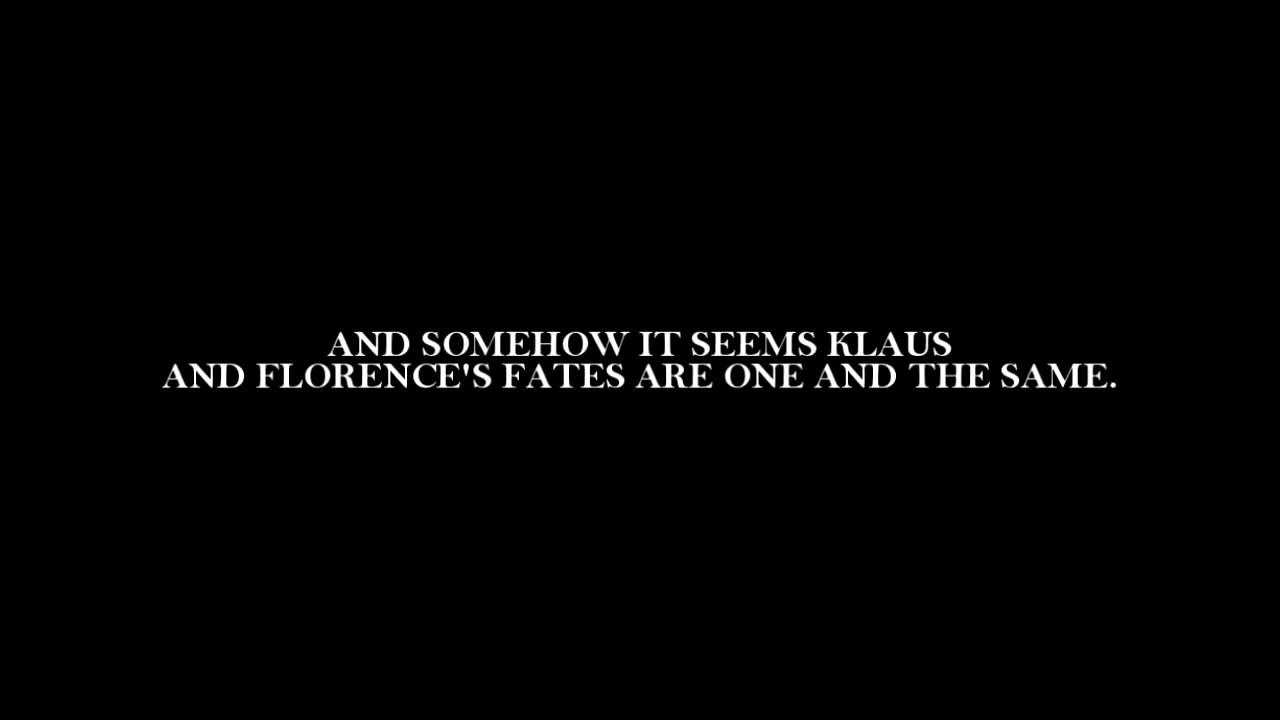 AND SOMEHOW IT SEEMS KLAUS
AND FLORENCE'S FATES ARE ONE AND THE SAME.